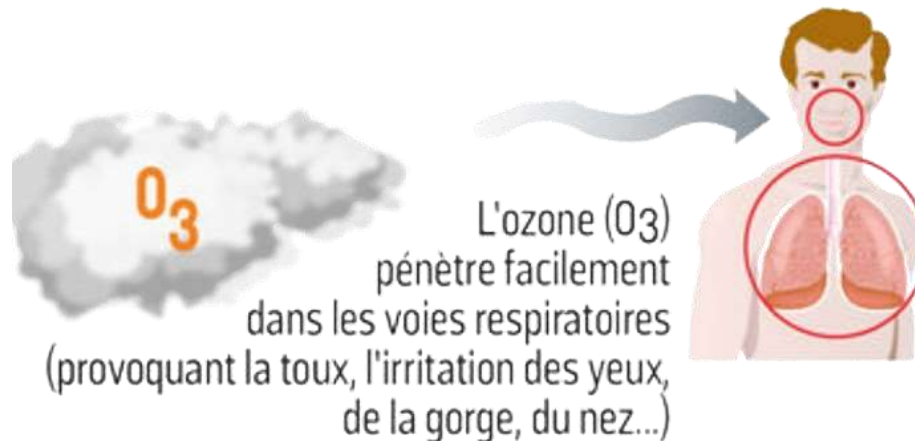 O3
L'ozone (O3)
pénètre facilement
dans les voies respiratoires
(provoquant la toux, l'irritation des yeux,
de la gorge, du nez...)